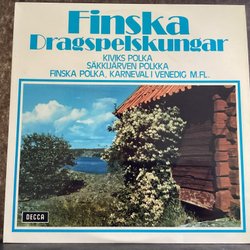 Finska
Dragspelskungar
KIVIKS POLKA
SÄKKIJÄRVEN POLKKA
FINSKA POLKA, KARNEVAL I VENEDIG M.FL.
DECCA